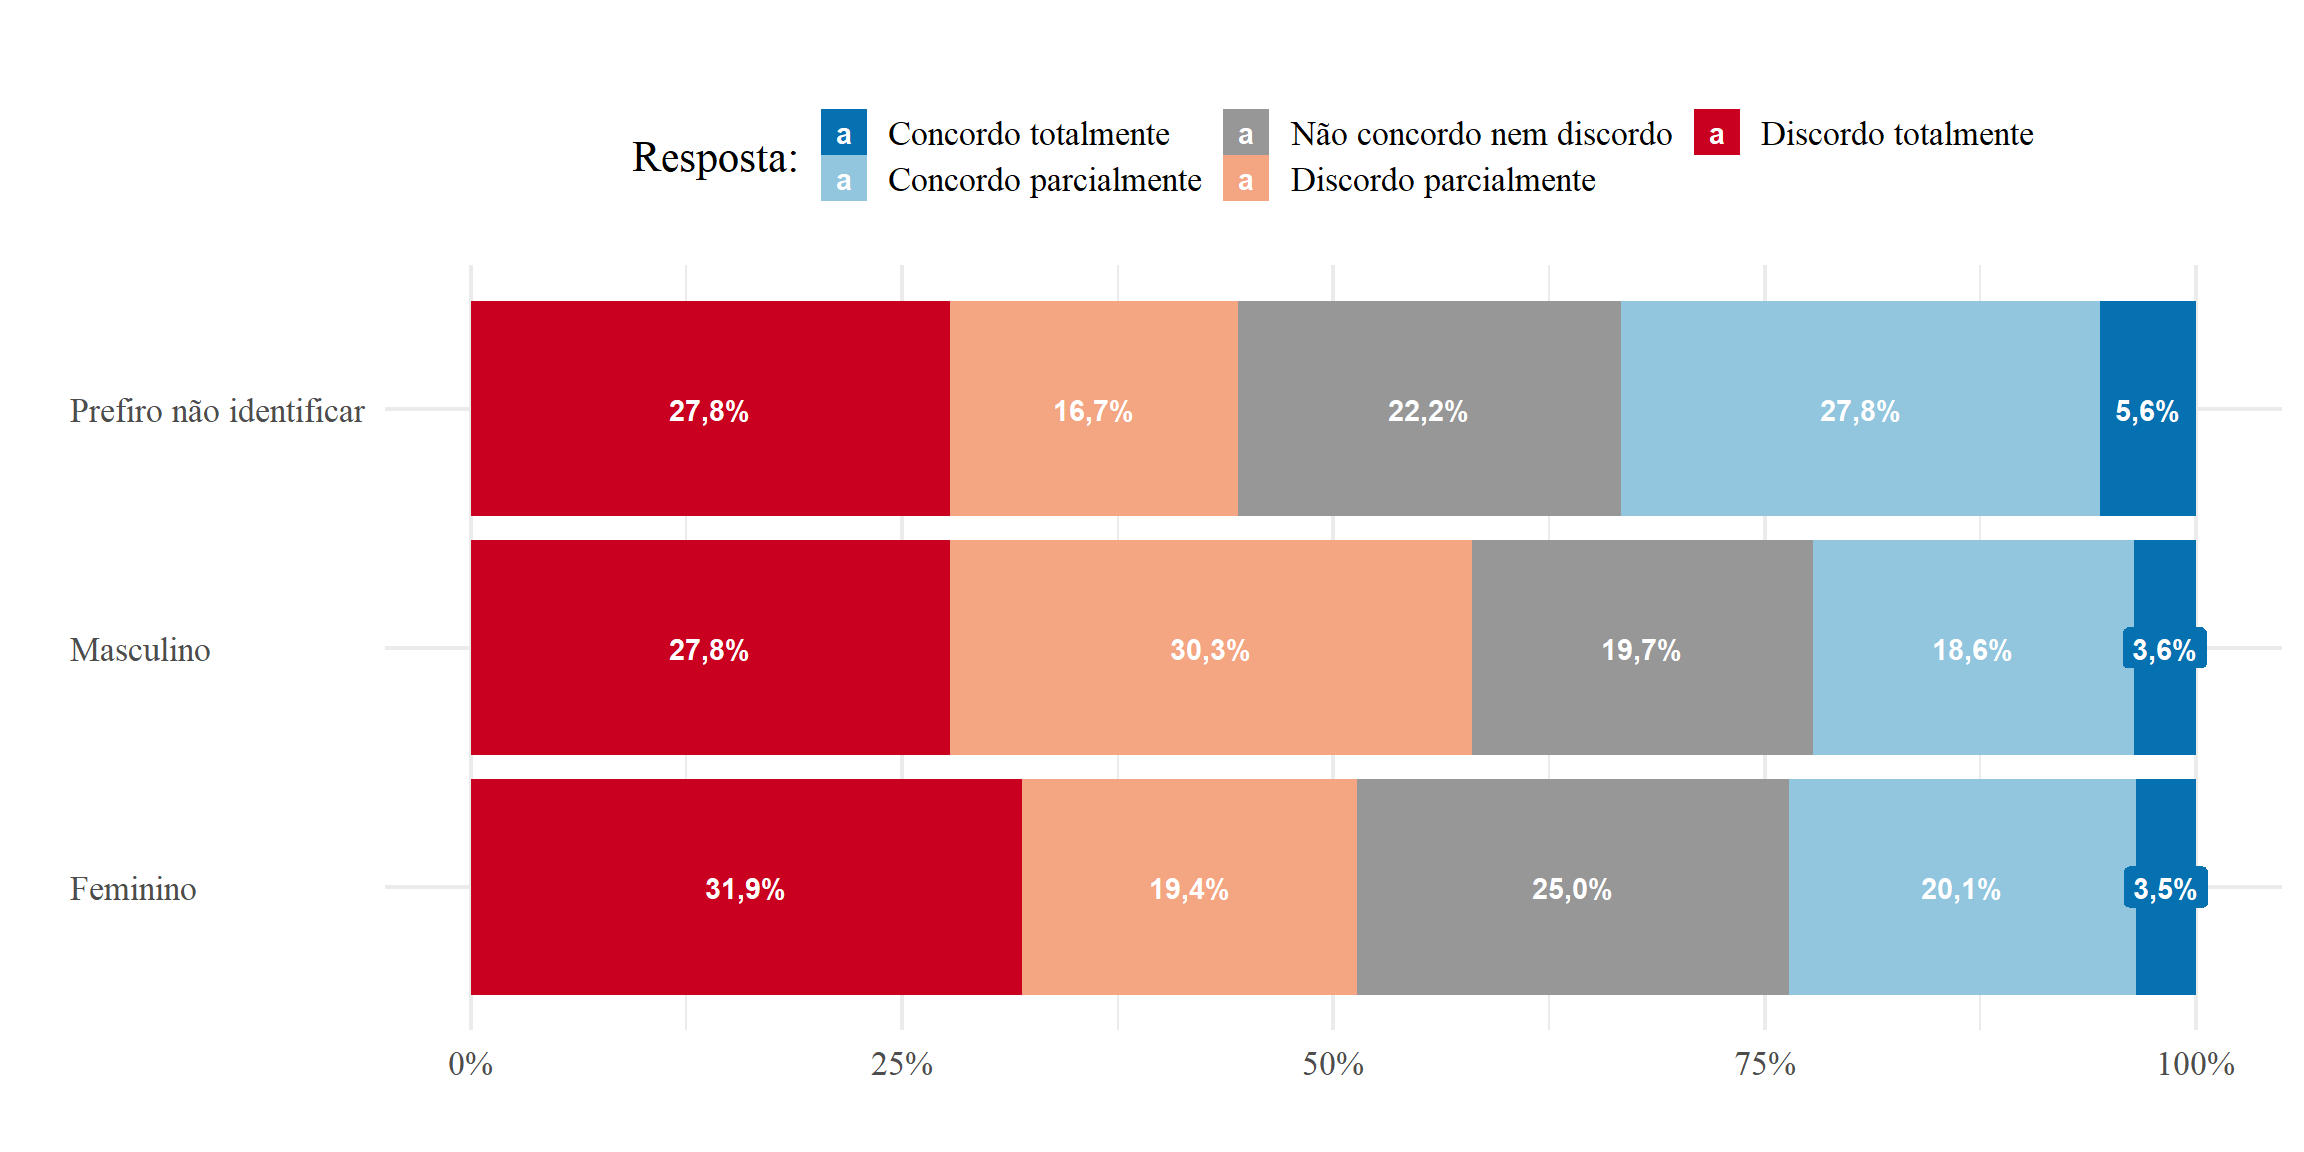 Resposta:
a Concordo totalmente
a Concordo parcialmente
a Não concordo nem discordo
a Discordo parcialmente
a Discordo totalmente
Prefiro não identificar
27,8% 16,7% 22,2% 27,8% 5,6%
Masculino
27,8% 30,3% 19,7% 18,6% 3,6%
Feminino
31,9% 19,4% 25,0% 20,1% 3,5%
0% 25% 50% 75% 100%